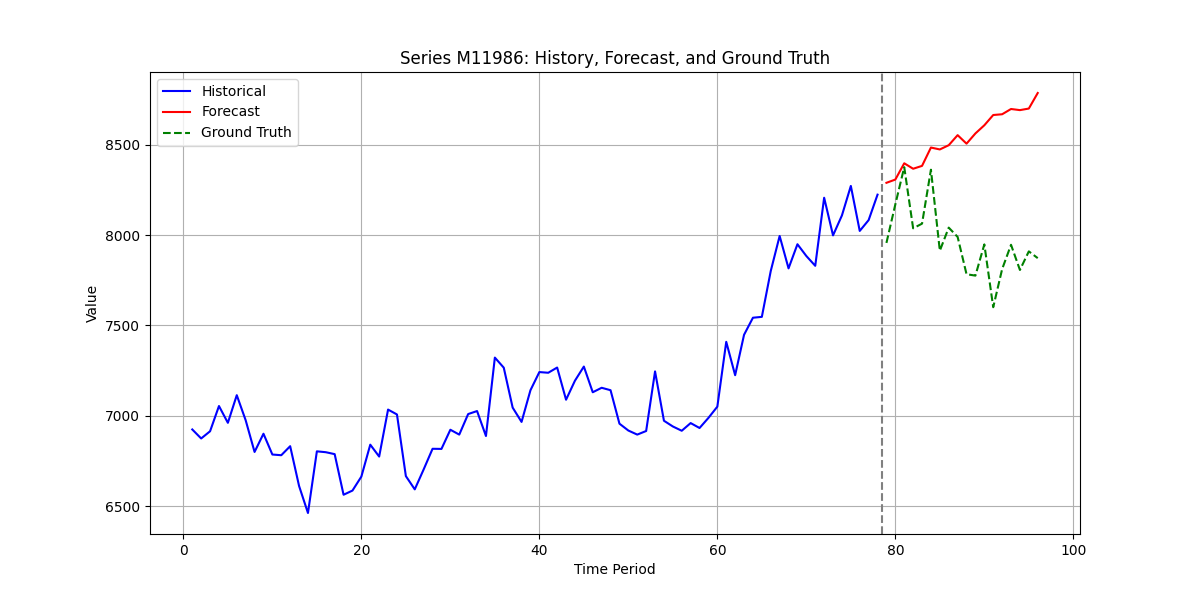 Series M11986: History, Forecast, and Ground Truth
Historical
Forecast
Ground Truth
8500
8000
7500
7000
6500
Value
0 20 40 60 80 100
Time Period